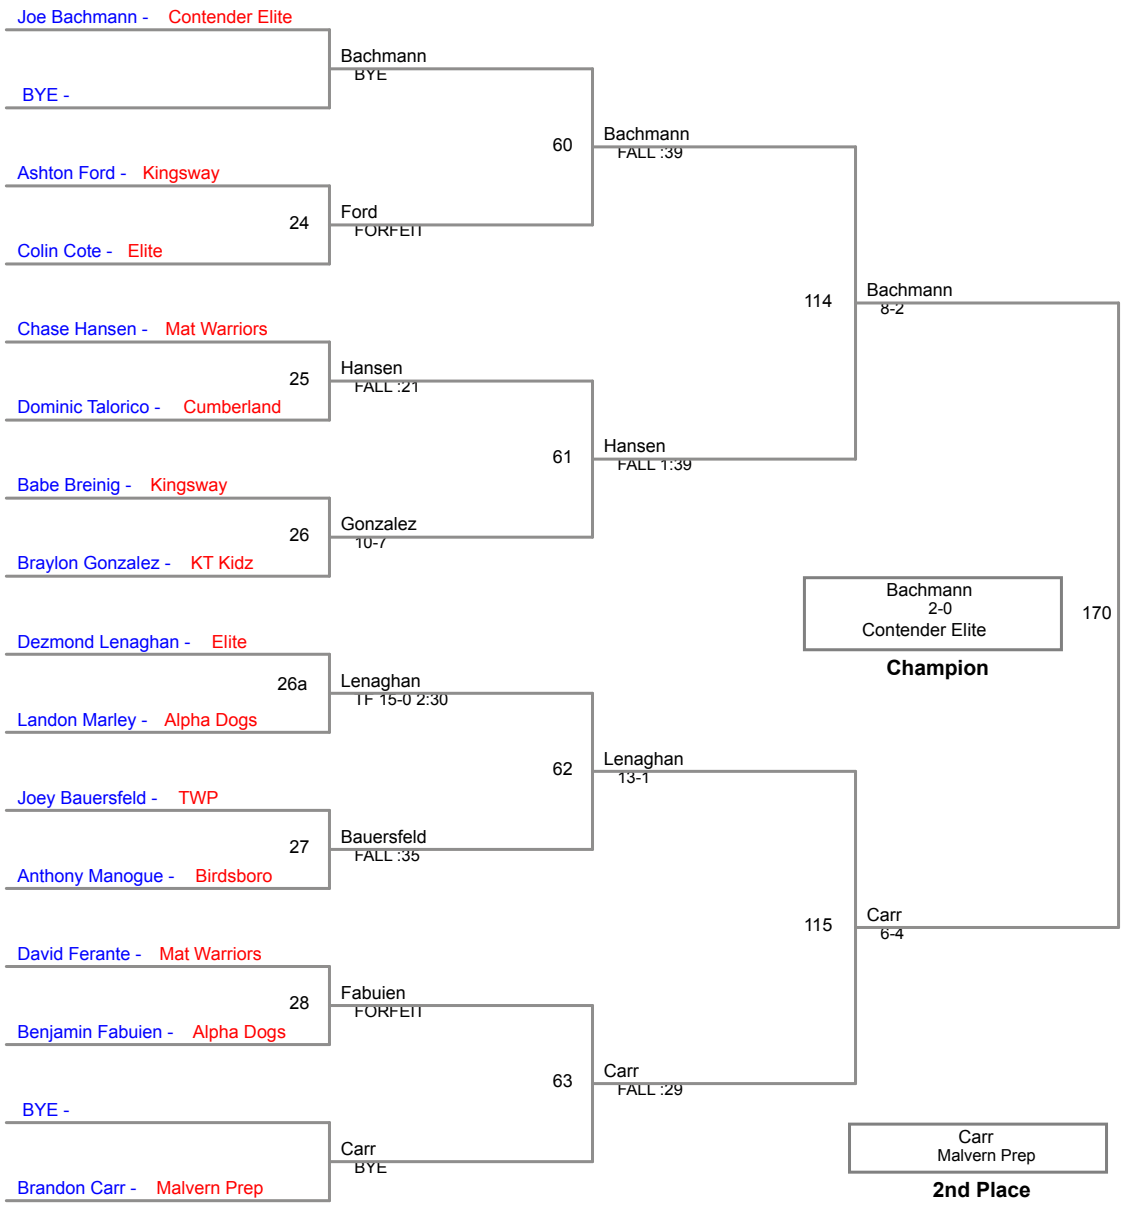 Joe Bachmann - Contender Elite
Bachmann
BYE
BYE -
60
Bachmann
FALL :39
Ashton Ford - Kingsway
24
Ford
FORFEIT
Colin Cote - Elite
114
Bachmann
8-2
Chase Hansen - Mat Warriors
25
Hansen
FALL :21
Dominic Talorico - Cumberland
61
Hansen
FALL 1:39
Babe Breinig - Kingsway
26
Gonzalez
10-7
Braylon Gonzalez - KT Kidz
Bachmann
2-0
Contender Elite
170
Champion
Dezmond Lenaghan - Elite
26a
Lenaghan
TF 15-0 2:30
Landon Marley - Alpha Dogs
62
Lenaghan
13-1
Joey Bauersfeld - TWP
27
Bauersfeld
FALL :35
Anthony Manogue - Birdsboro
115
Carr
6-4
David Ferante - Mat Warriors
28
Fabuien
FORFEIT
Benjamin Fabuien - Alpha Dogs
63
Carr
FALL :29
BYE -
Carr
BYE
Brandon Carr - Malvern Prep
Carr
Malvern Prep
2nd Place